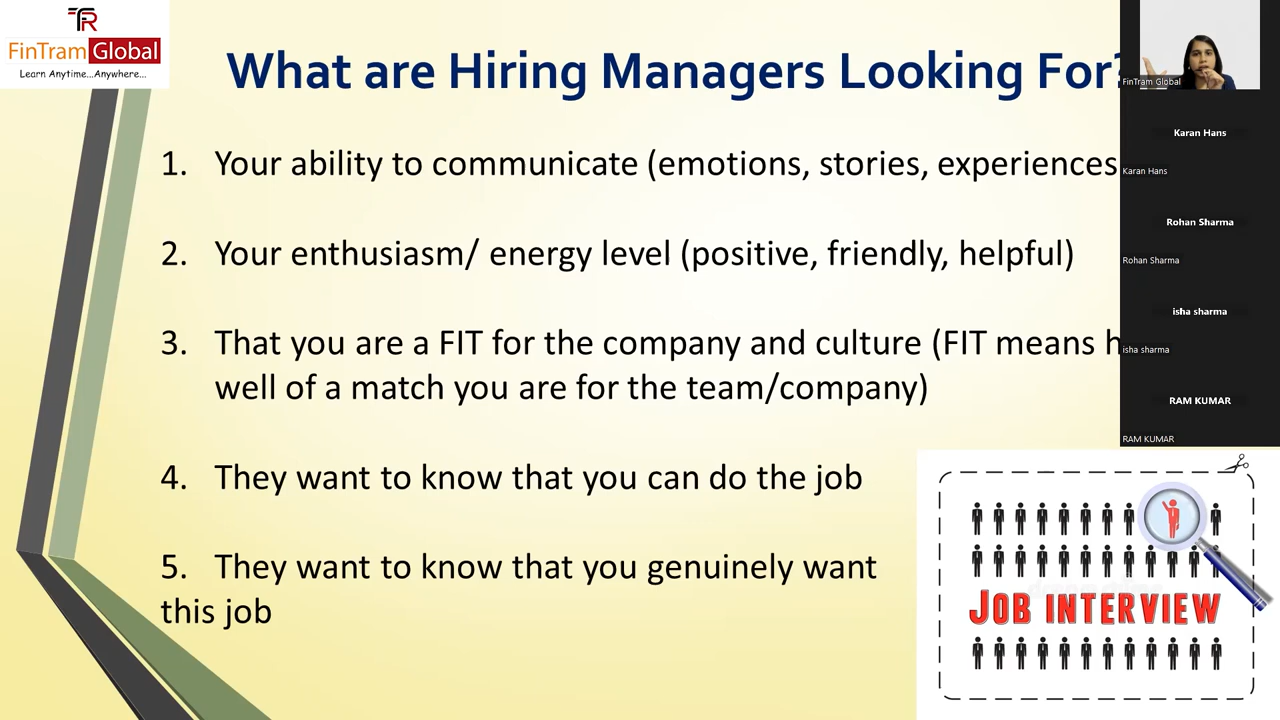 FR
FinTram Global
Learn Anytime...Anywhere...
What are Hiring Managers Looking For?
1. Your ability to communicate (emotions, stories, experiences
2. Your enthusiasm/ energy level (positive, friendly, helpful)
3. That you are a FIT for the company and culture (FIT means
well of a match you are for the team/company)
4. They want to know that you can do the job
5. They want to know that you genuinely want
this job
FinTram Global
Karan Hans
Karan Hans
Rohan Sharma
Rohan Sharma
isha sharma
isha sharma
RAM KUMAR
RAM KUMAR
JOB INTERVIEW